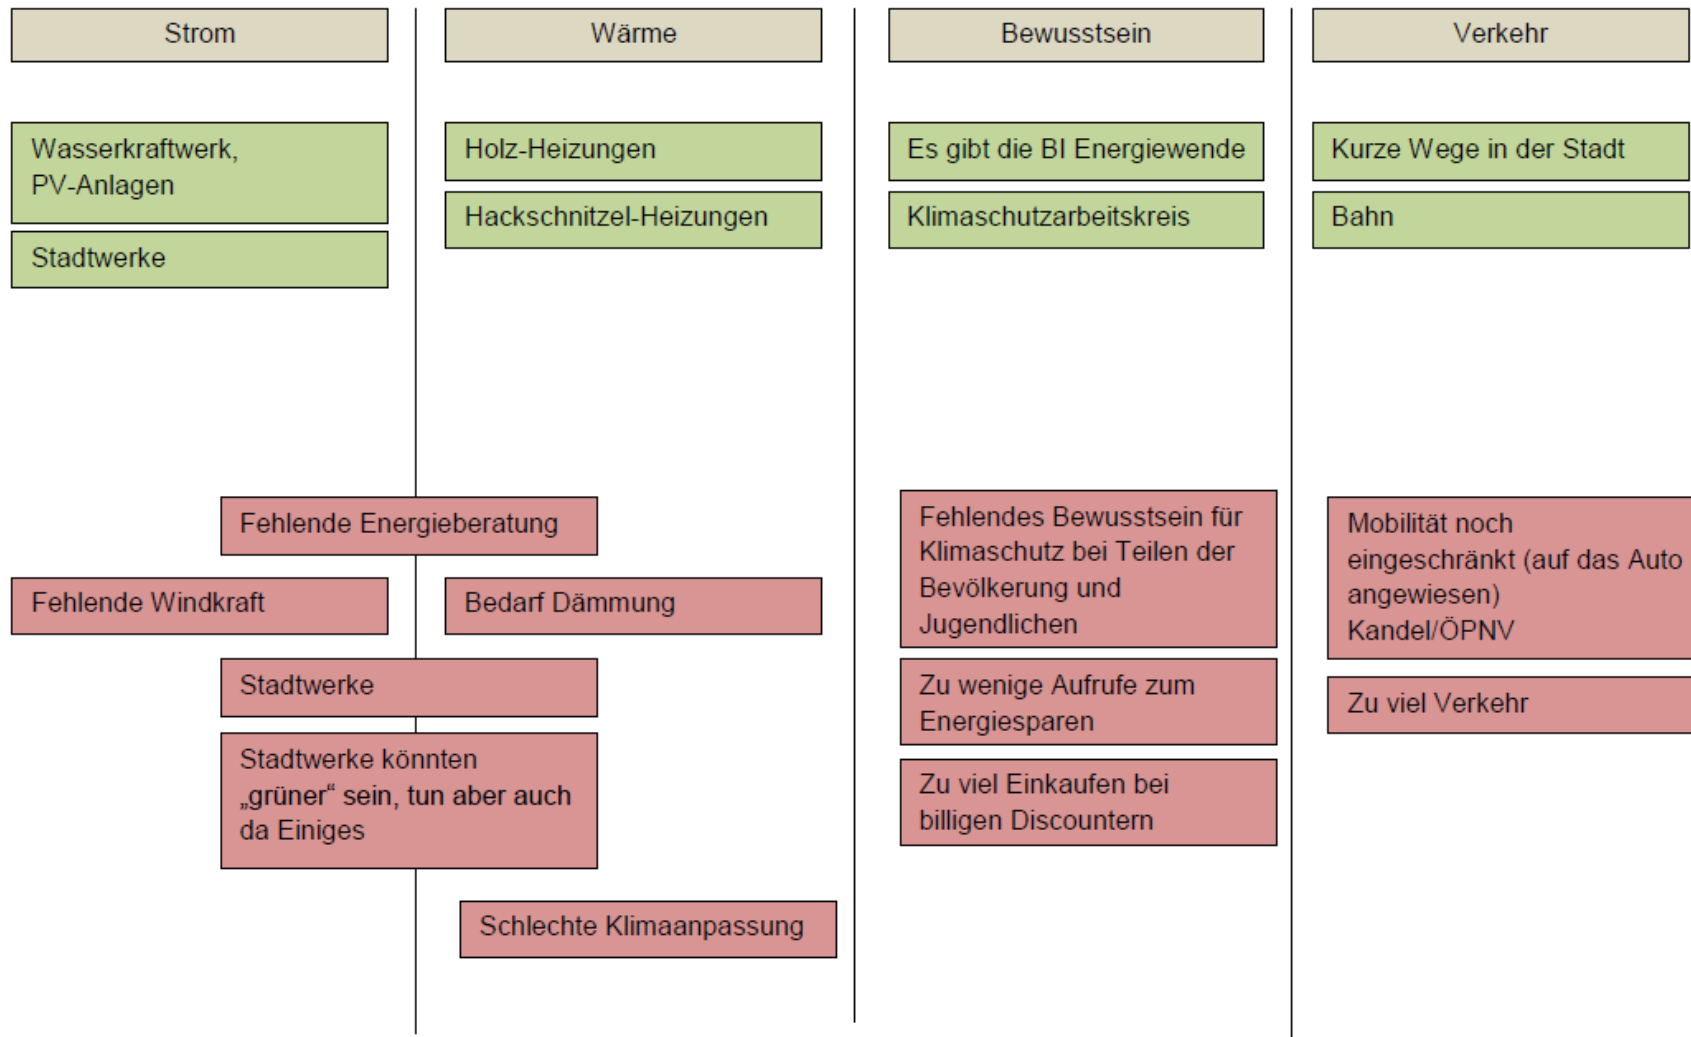 Strom
Wärme
Bewusstsein
Verkehr
Wasserkraftwerk,
PV-Anlagen
Stadtwerke
Holz-Heizungen
Hackschnitzel-Heizungen
Es gibt die BI Energiewende
Klimaschutzarbeitskreis
Kurze Wege in der Stadt
Bahn
Fehlende Energieberatung
Fehlende Windkraft
Bedarf Dämmung
Stadtwerke
Stadtwerke könnten
„grüner“ sein, tun aber auch
da Einiges
Schlechte Klimaanpassung
Fehlendes Bewusstsein für
Klimaschutz bei Teilen der
Bevölkerung und
Jugendlichen
Zu wenige Aufrufe zum
Energiesparen
Zu viel Einkaufen bei
billigen Discountern
Mobilität noch
eingeschränkt (auf das Auto
angewiesen)
Kandel/ÖPNV
Zu viel Verkehr